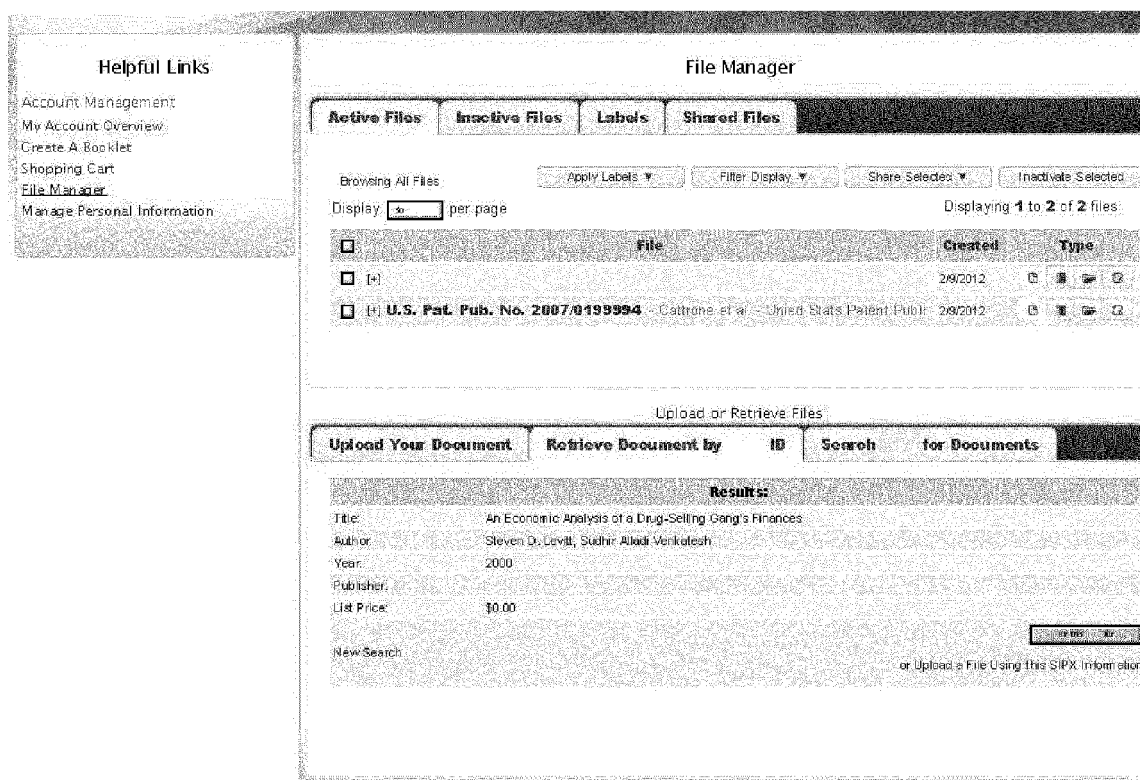 Helpful Links
Account Management
My Account Overview
Create A Booklet
Shopping Cart
File Manager
Manage Personal Information
File Manager
Active Files Inactive Files Labels Shared Files
Browsing All Files Apply Labels ▼ Filter Display ▼ Share Selected ▼ Inactivate Selected
Display per page Displaying 1 to 2 of 2 files
File Created Type
[+] 2/9/2012
[+] U.S. Pat. Pub. No. 2007/0199994 - Cattrone et al - Unied Stats Patent Publi 2/9/2012
Upload or Retrieve Files
Upload Your Document Retrieve Document by ID Search for Documents
Results:
Title: An Economic Analysis of a Drug-Selling Gang's Finances
Author: Steven D. Levitt, Sudhir Alladi Venkatesh
Year: 2000
Publisher:
List Price: $0.00
New Search
or Upload a File Using this SIPX Information